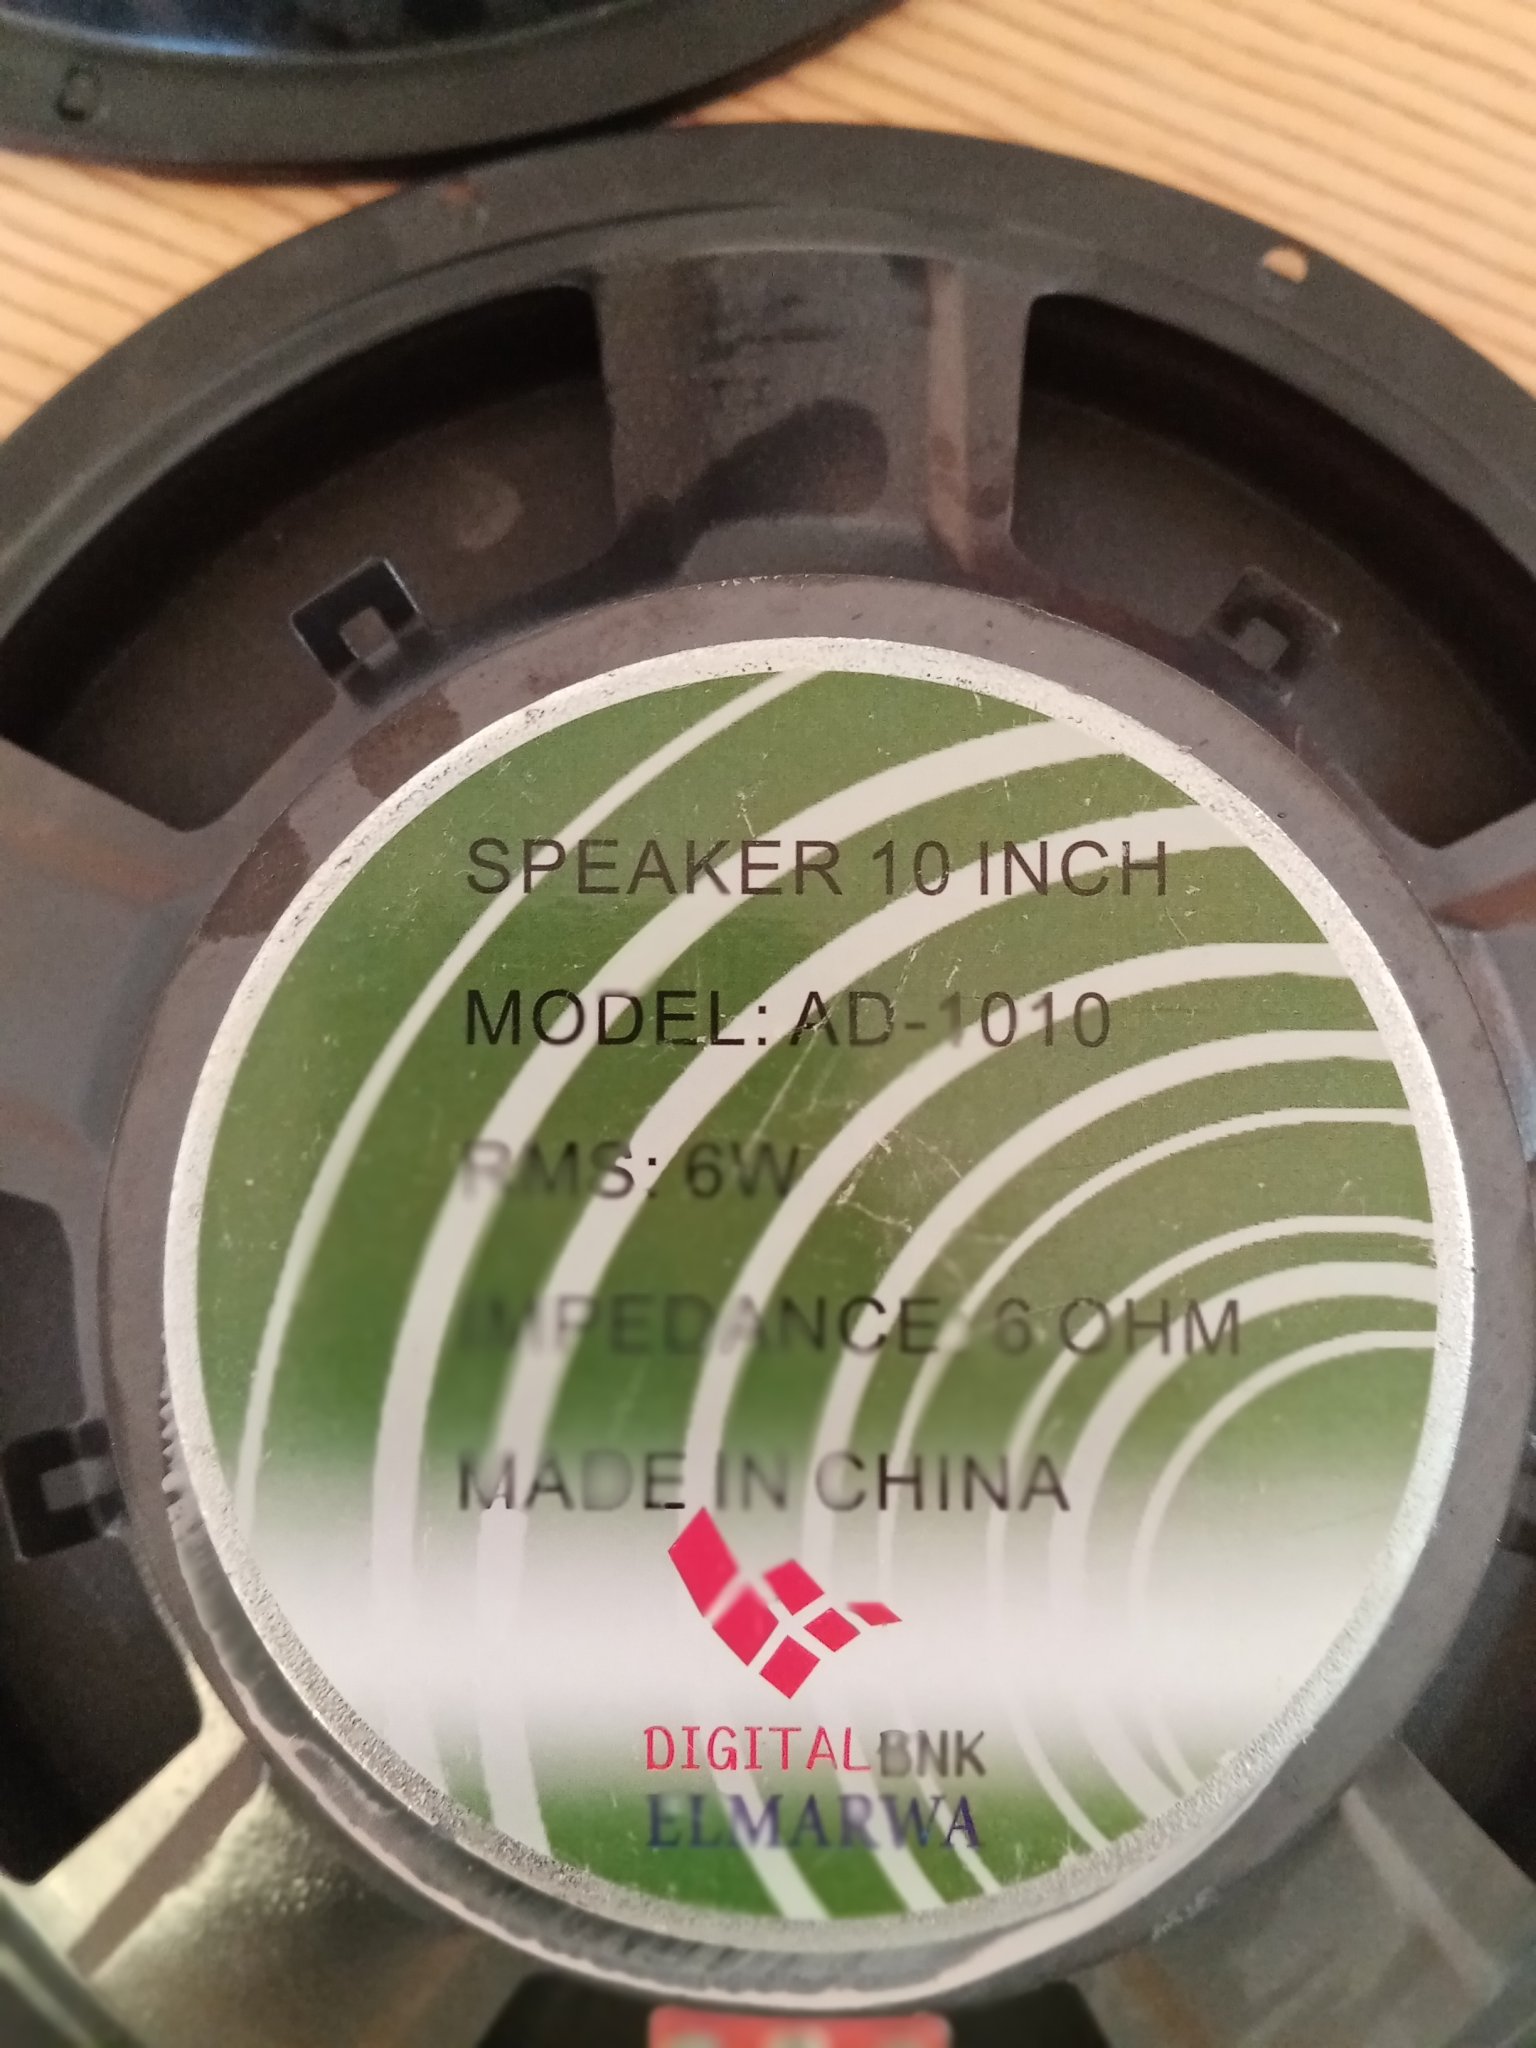 SPEAKER 10 INCH
MODEL: AD-1010
RMS: 6W
IMPEDANCE: 6 OHM
MADE IN CHINA
DIGITALBNK
ELMARWA